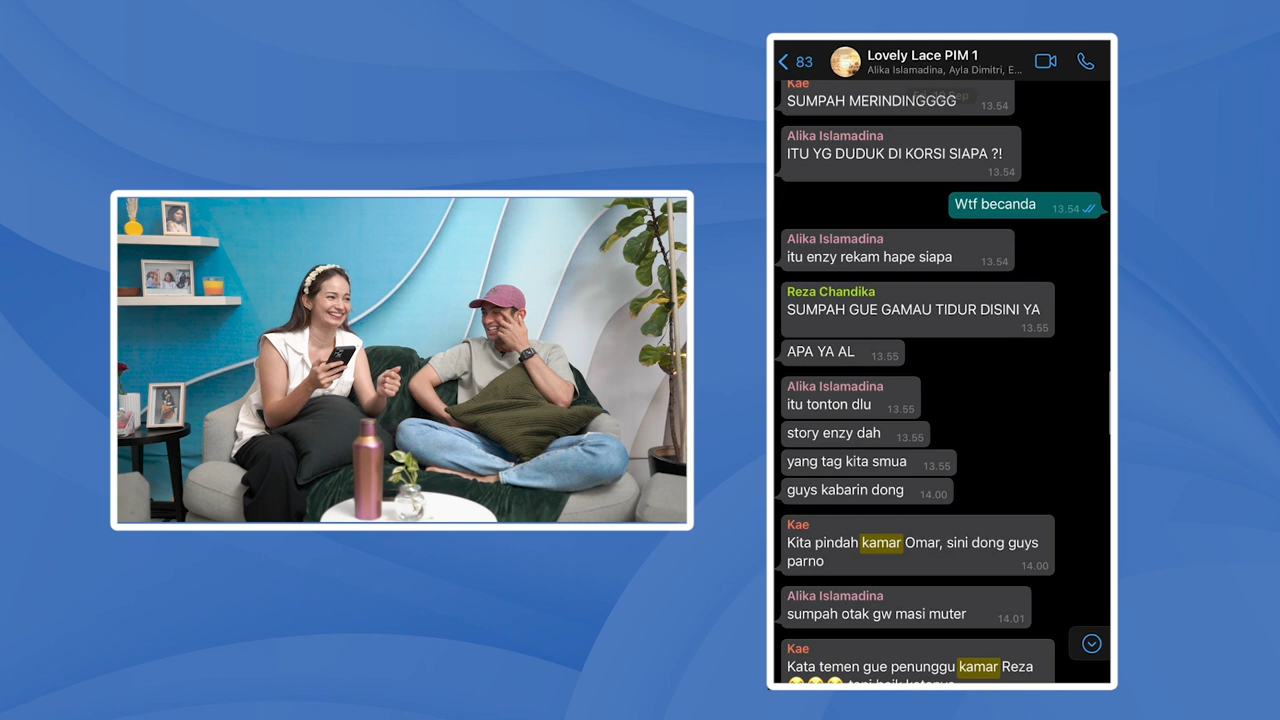 83
Lovely Lace PIM 1
Alika Islamadina, Ayla Dimitri, E...
Kae
SUMPAH MERINDINGGGG
13.54
Alika Islamadina
ITU YG DUDUK DI KORSI SIAPA ?!
13.54
Wtf becanda 13.54
Alika Islamadina
itu enzy rekam hape siapa 13.54
Reza Chandika
SUMPAH GUE GAMAU TIDUR DISINI YA
13.55
APA YA AL 13.55
Alika Islamadina
itu tonton dlu 13.55
story enzy dah 13.55
yang tag kita smua 13.55
guys kabarin dong 14.00
Kae
Kita pindah kamar Omar, sini dong guys
parno
14.00
Alika Islamadina
sumpah otak gw masi muter 14.01
Kae
Kata temen gue penunggu kamar Reza